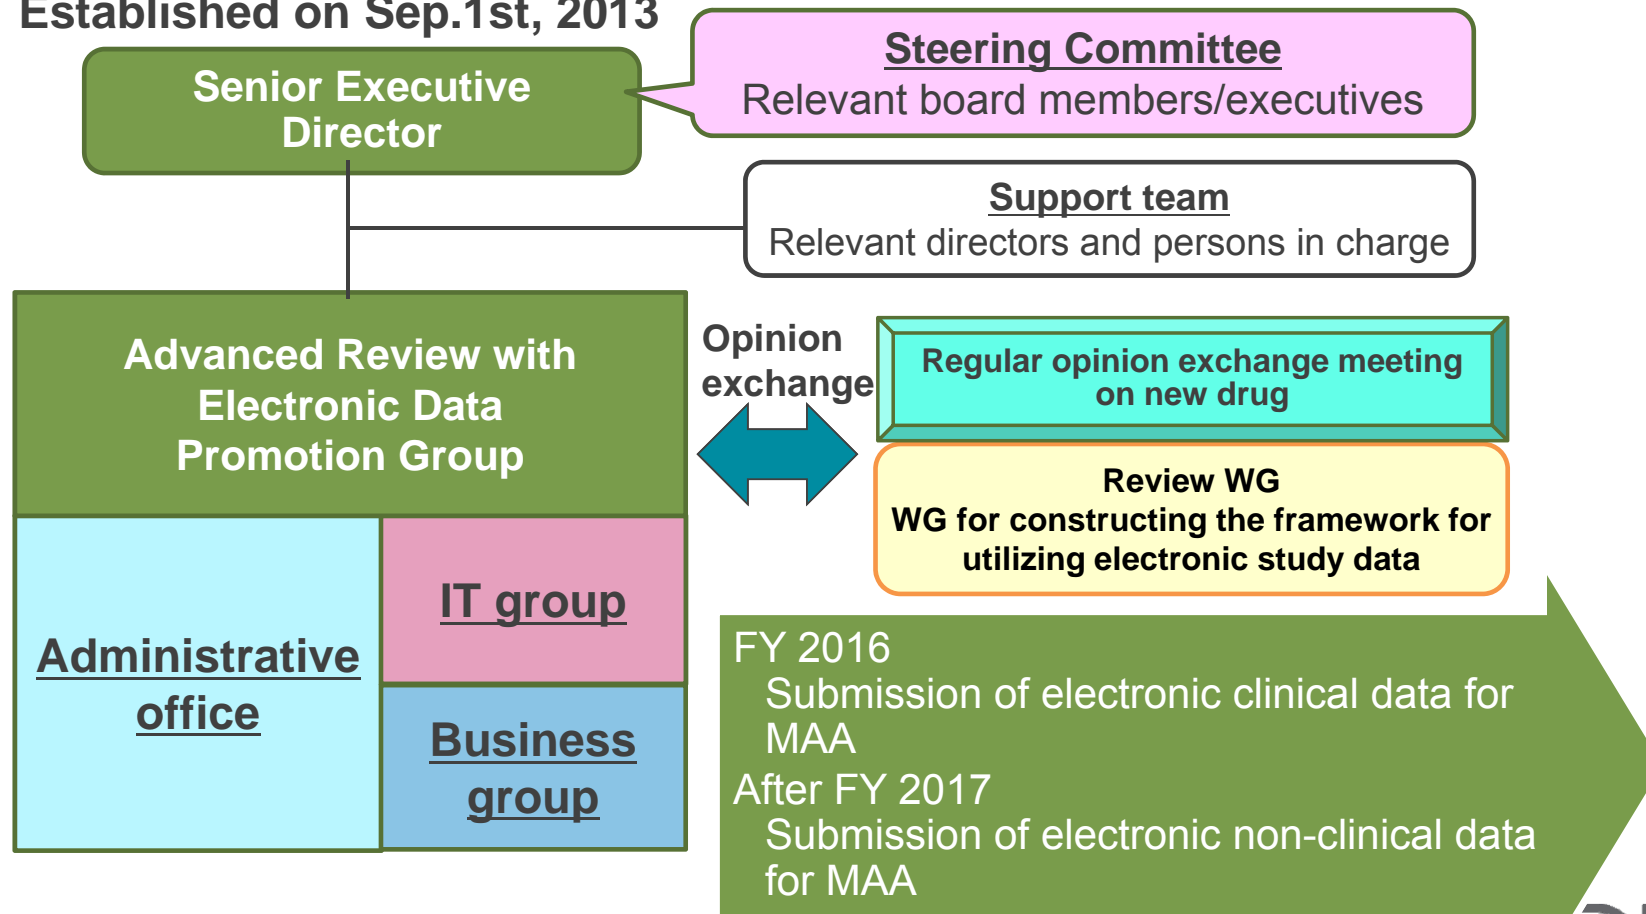 Established on Sep.1st, 2013
Senior Executive
Director
Steering Committee
Relevant board members/executives
Support team
Relevant directors and persons in charge
Advanced Review with
Electronic Data
Promotion Group
Opinion
exchange
Regular opinion exchange meeting
on new drug
Review WG
WG for constructing the framework for
utilizing electronic study data
Administrative
office
IT group
Business
group
FY 2016
Submission of electronic clinical data for
MAA
After FY 2017
Submission of electronic non-clinical data
for MAA